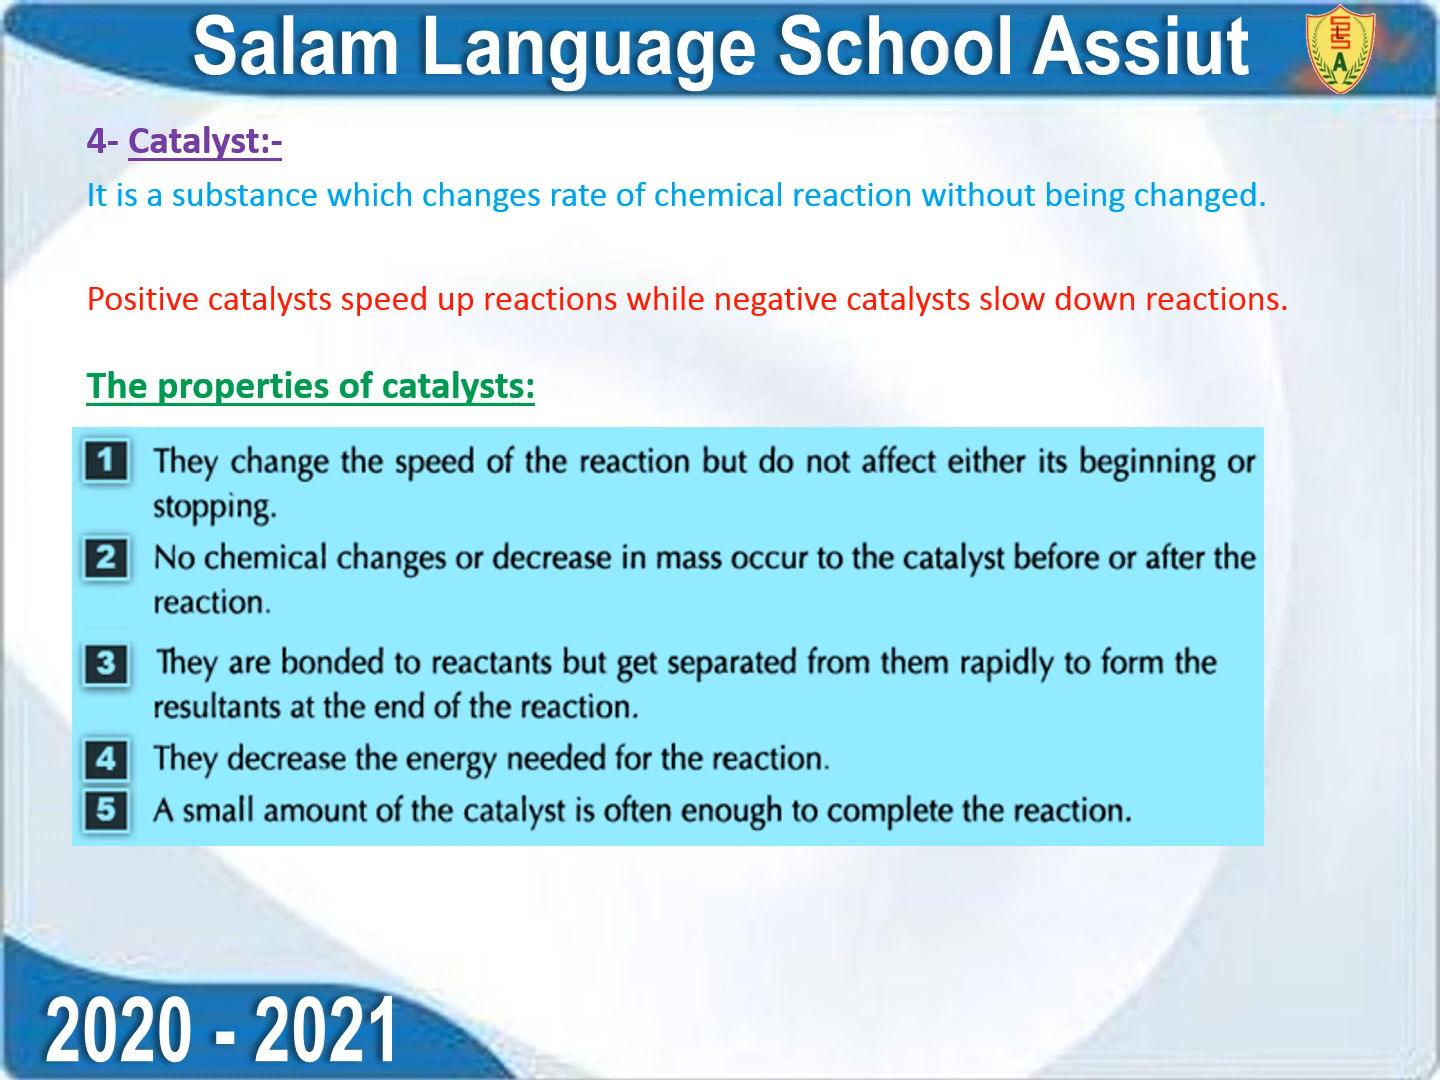 Salam Language School Assiut
4- Catalyst:-
It is a substance which changes rate of chemical reaction without being changed.
Positive catalysts speed up reactions while negative catalysts slow down reactions.
The properties of catalysts:
1 They change the speed of the reaction but do not affect either its beginning or
stopping.
2 No chemical changes or decrease in mass occur to the catalyst before or after the
reaction.
3 They are bonded to reactants but get separated from them rapidly to form the
resultants at the end of the reaction.
4 They decrease the energy needed for the reaction.
5 A small amount of the catalyst is often enough to complete the reaction.
2020 - 2021